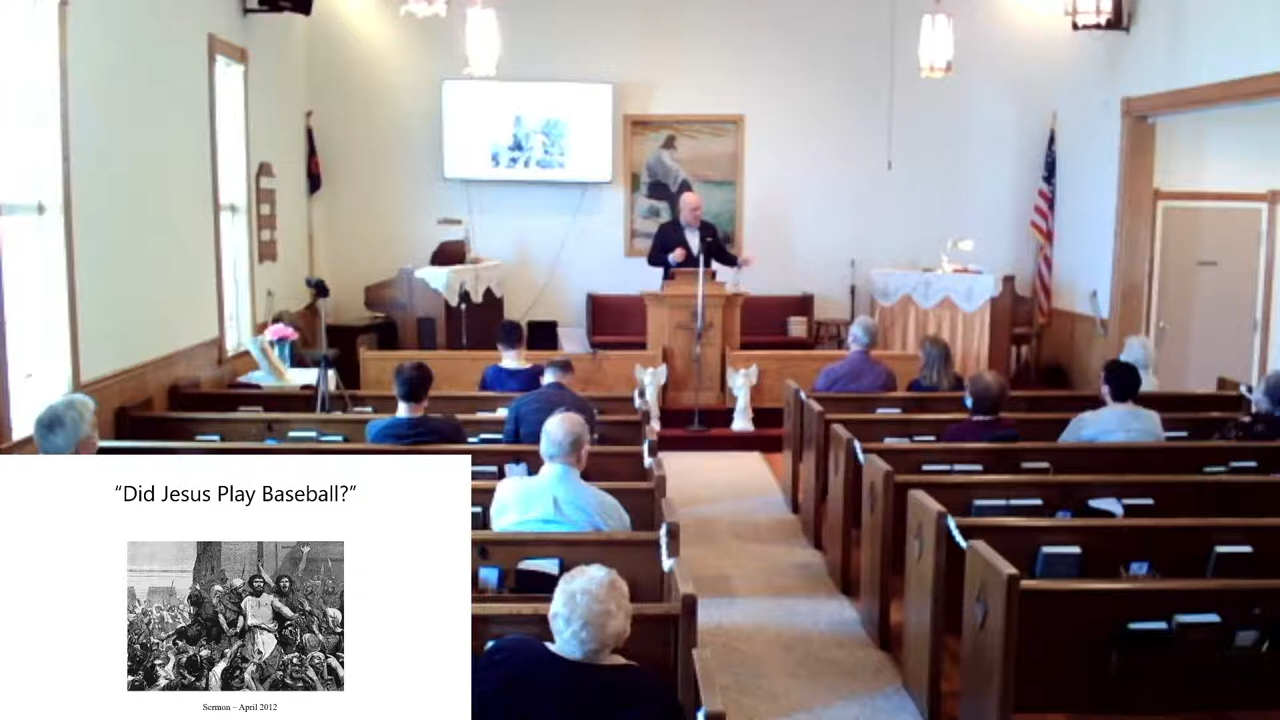 “Did Jesus Play Baseball?”
Sermon – April 2012